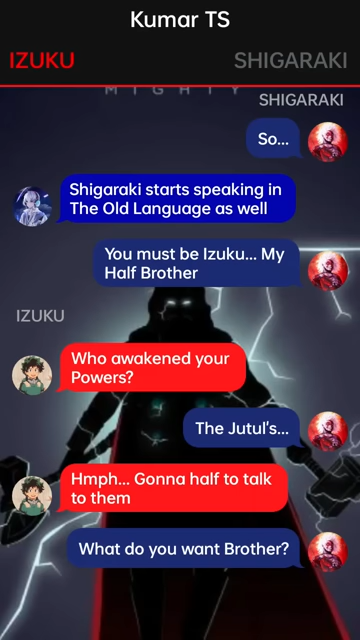 Kumar TS
IZUKU
SHIGARAKI
MIGHTY
SHIGARAKI
So...
Shigaraki starts speaking in
The Old Language as well
You must be Izuku... My
Half Brother
IZUKU
Who awakened your
Powers?
The Jutul's...
Hmph... Gonna half to talk
to them
What do you want Brother?